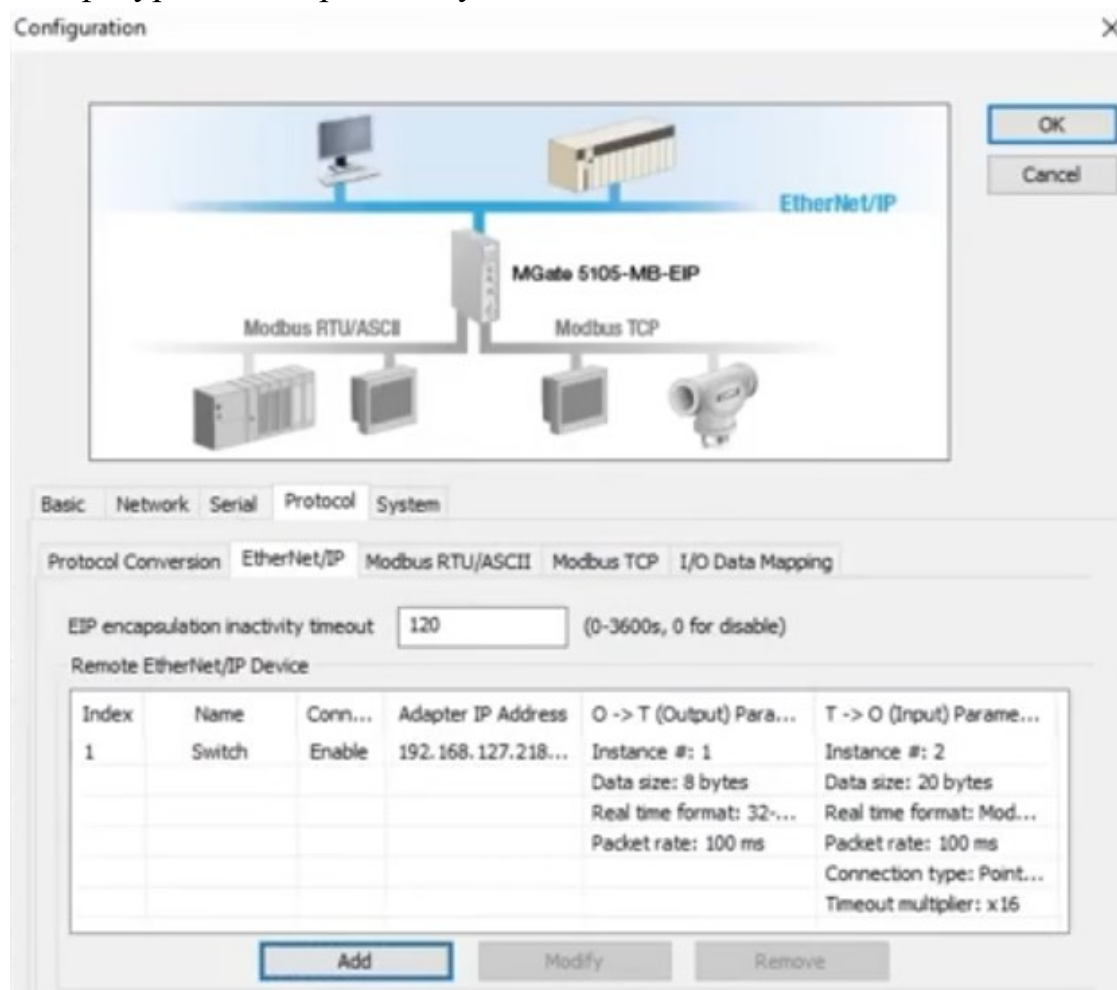 Configuration
OK
Cancel
EtherNet/IP
MGate 5105-MB-EIP
Modbus RTU/ASCII Modbus TCP
Basic Network Serial Protocol System
Protocol Conversion EtherNet/IP Modbus RTU/ASCII Modbus TCP I/O Data Mapping
EIP encapsulation inactivity timeout 120 (0-3600s, 0 for disable)
Remote EtherNet/IP Device
Index Name Conn... Adapter IP Address O -> T (Output) Para... T -> O (Input) Parame...
1 Switch Enable 192.168.127.218... Instance #: 1 Instance #: 2
Data size: 8 bytes Data size: 20 bytes
Real time format: 32-... Real time format: Mod...
Packet rate: 100 ms Packet rate: 100 ms
Connection type: Point...
Timeout multiplier: x16
Add Modify Remove